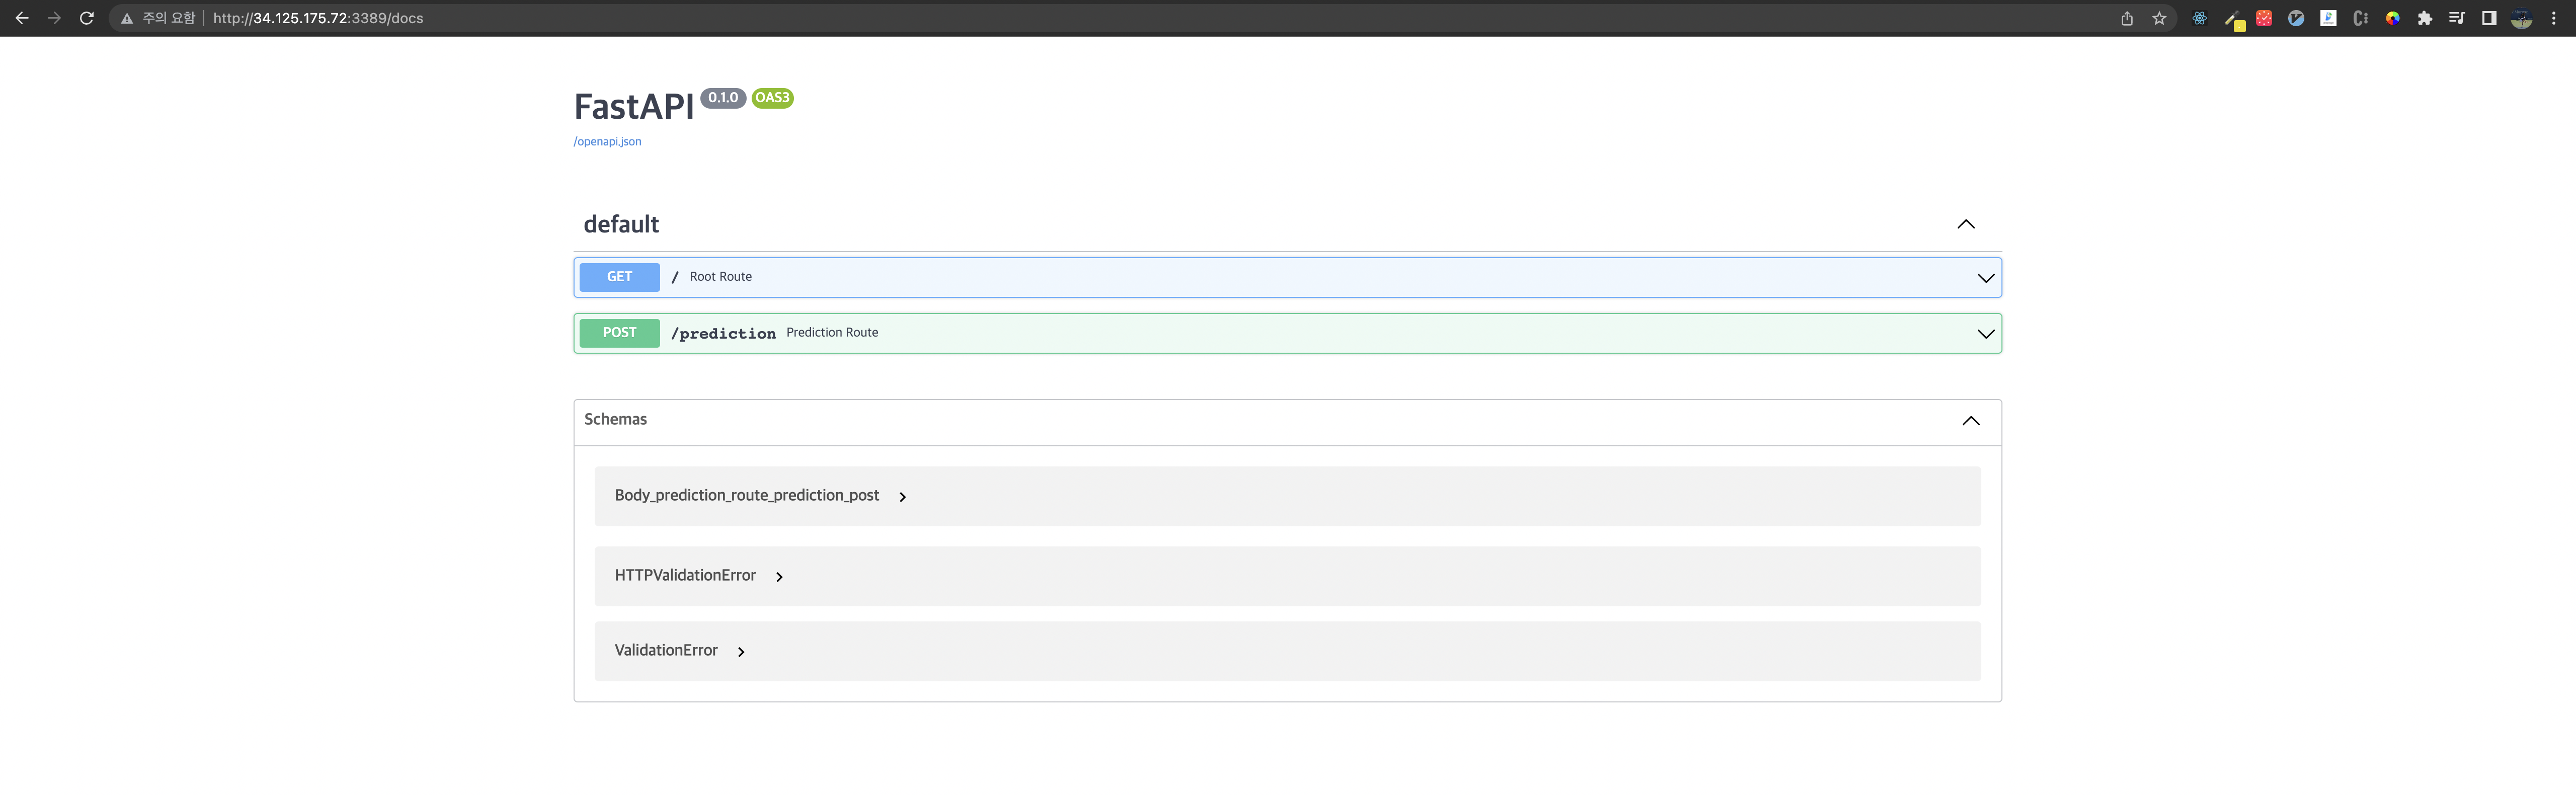 주의 요함 http://34.125.175.72:3389/docs
FastAPI 0.1.0 OAS3
/openapi.json
default
GET / Root Route
POST /prediction Prediction Route
Schemas
Body_prediction_route_prediction_post
HTTPValidationError
ValidationError